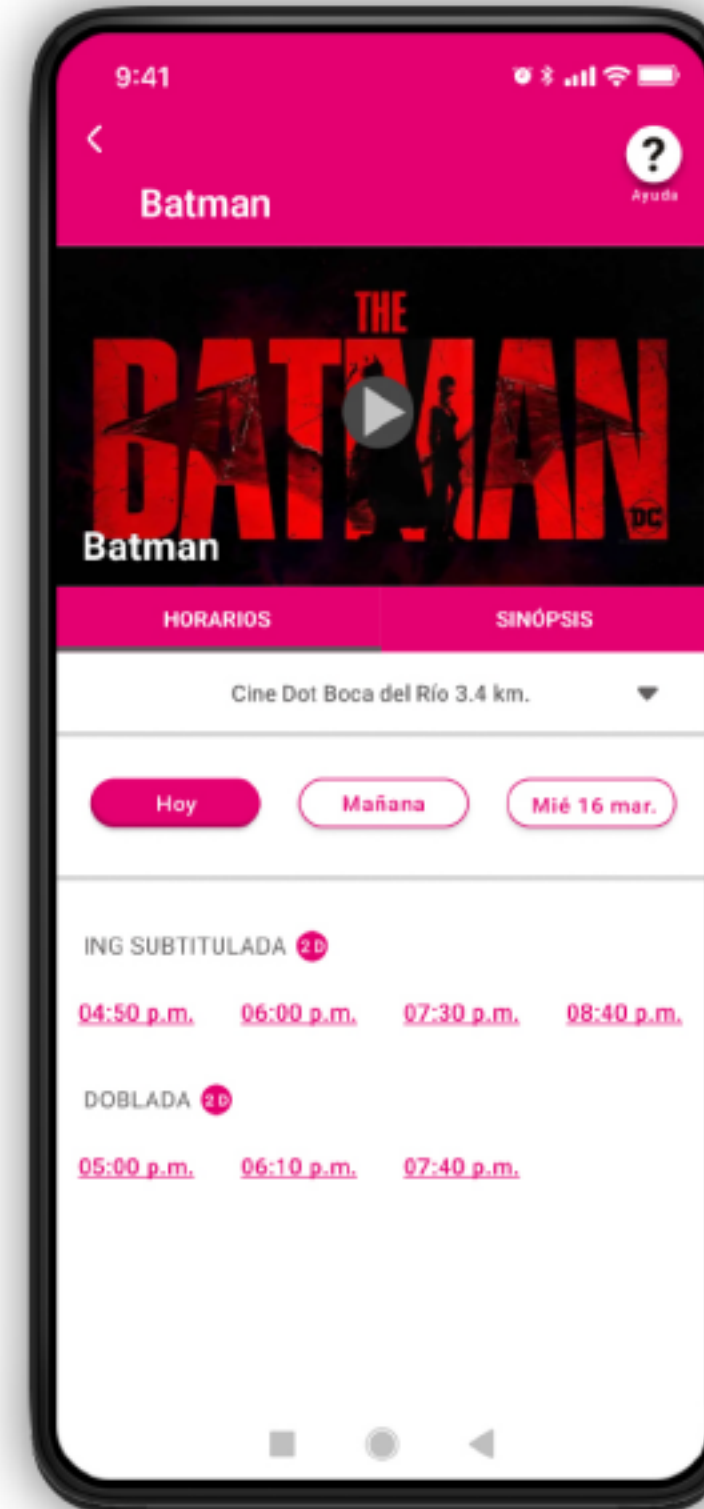 9:41
?
Ayuda
Batman
THE
BATMAN
DC
Batman
HORARIOS SINÓPSIS
Cine Dot Boca del Río 3.4 km.
Hoy Mañana Mié 16 mar.
ING SUBTITULADA 2D
04:50 p.m. 06:00 p.m. 07:30 p.m. 08:40 p.m.
DOBLADA 2D
05:00 p.m. 06:10 p.m. 07:40 p.m.